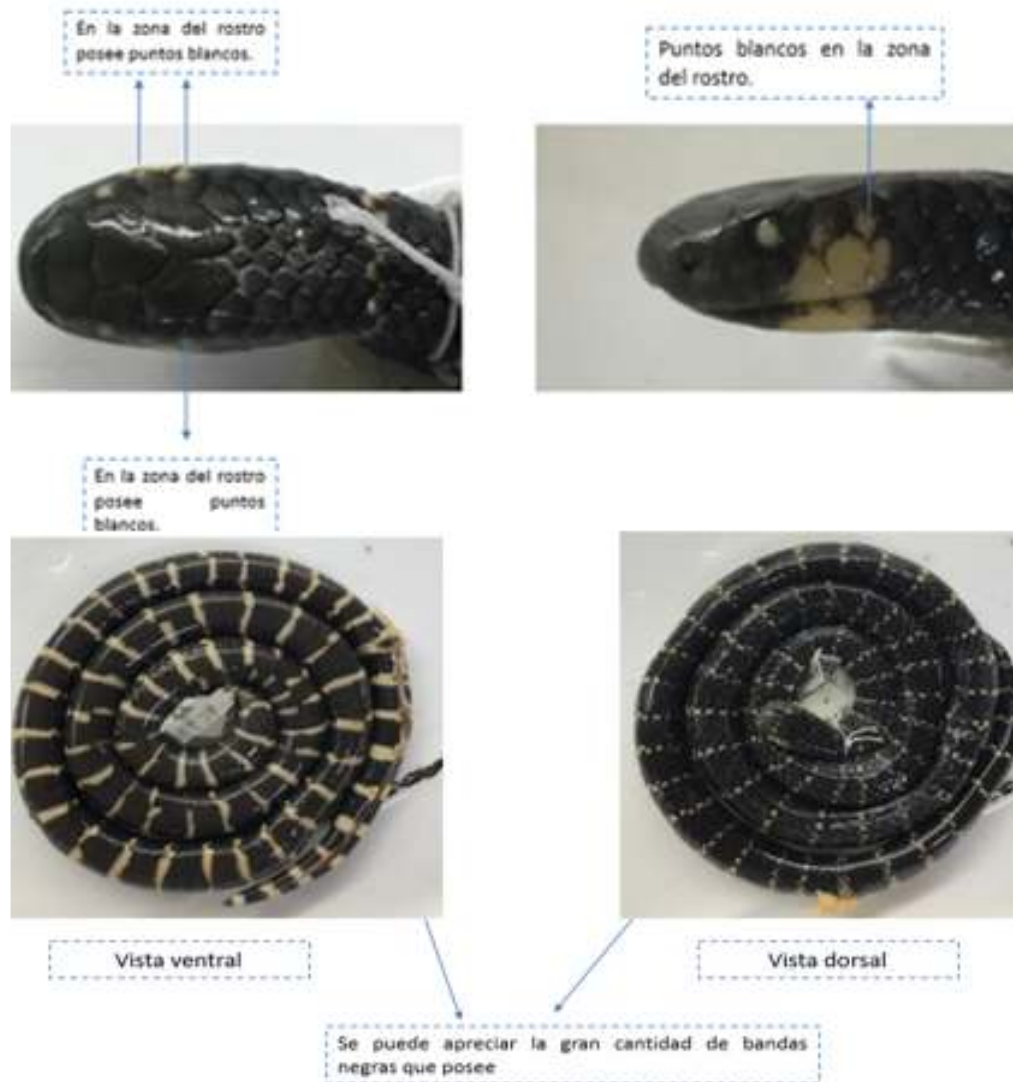 En la zona del rostro
posee puntos blancos.
Puntos blancos en la zona
del rostro.
En la zona del rostro
posee puntos
blancos.
Vista ventral
Vista dorsal
Se puede apreciar la gran cantidad de bandas
negras que posee